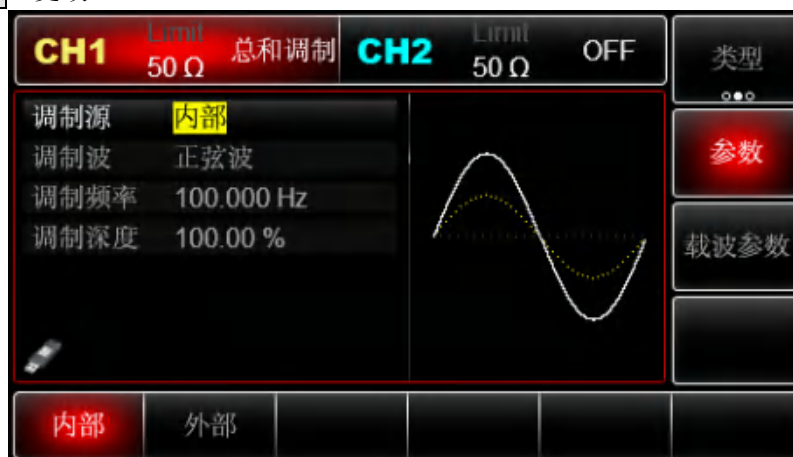 CH1
Limit
50 Ω
总和调制
CH2
Limit
50 Ω
OFF
类型
调制源 内部
调制波 正弦波
调制频率 100.000 Hz
调制深度 100.00 %
参数
载波参数
内部
外部